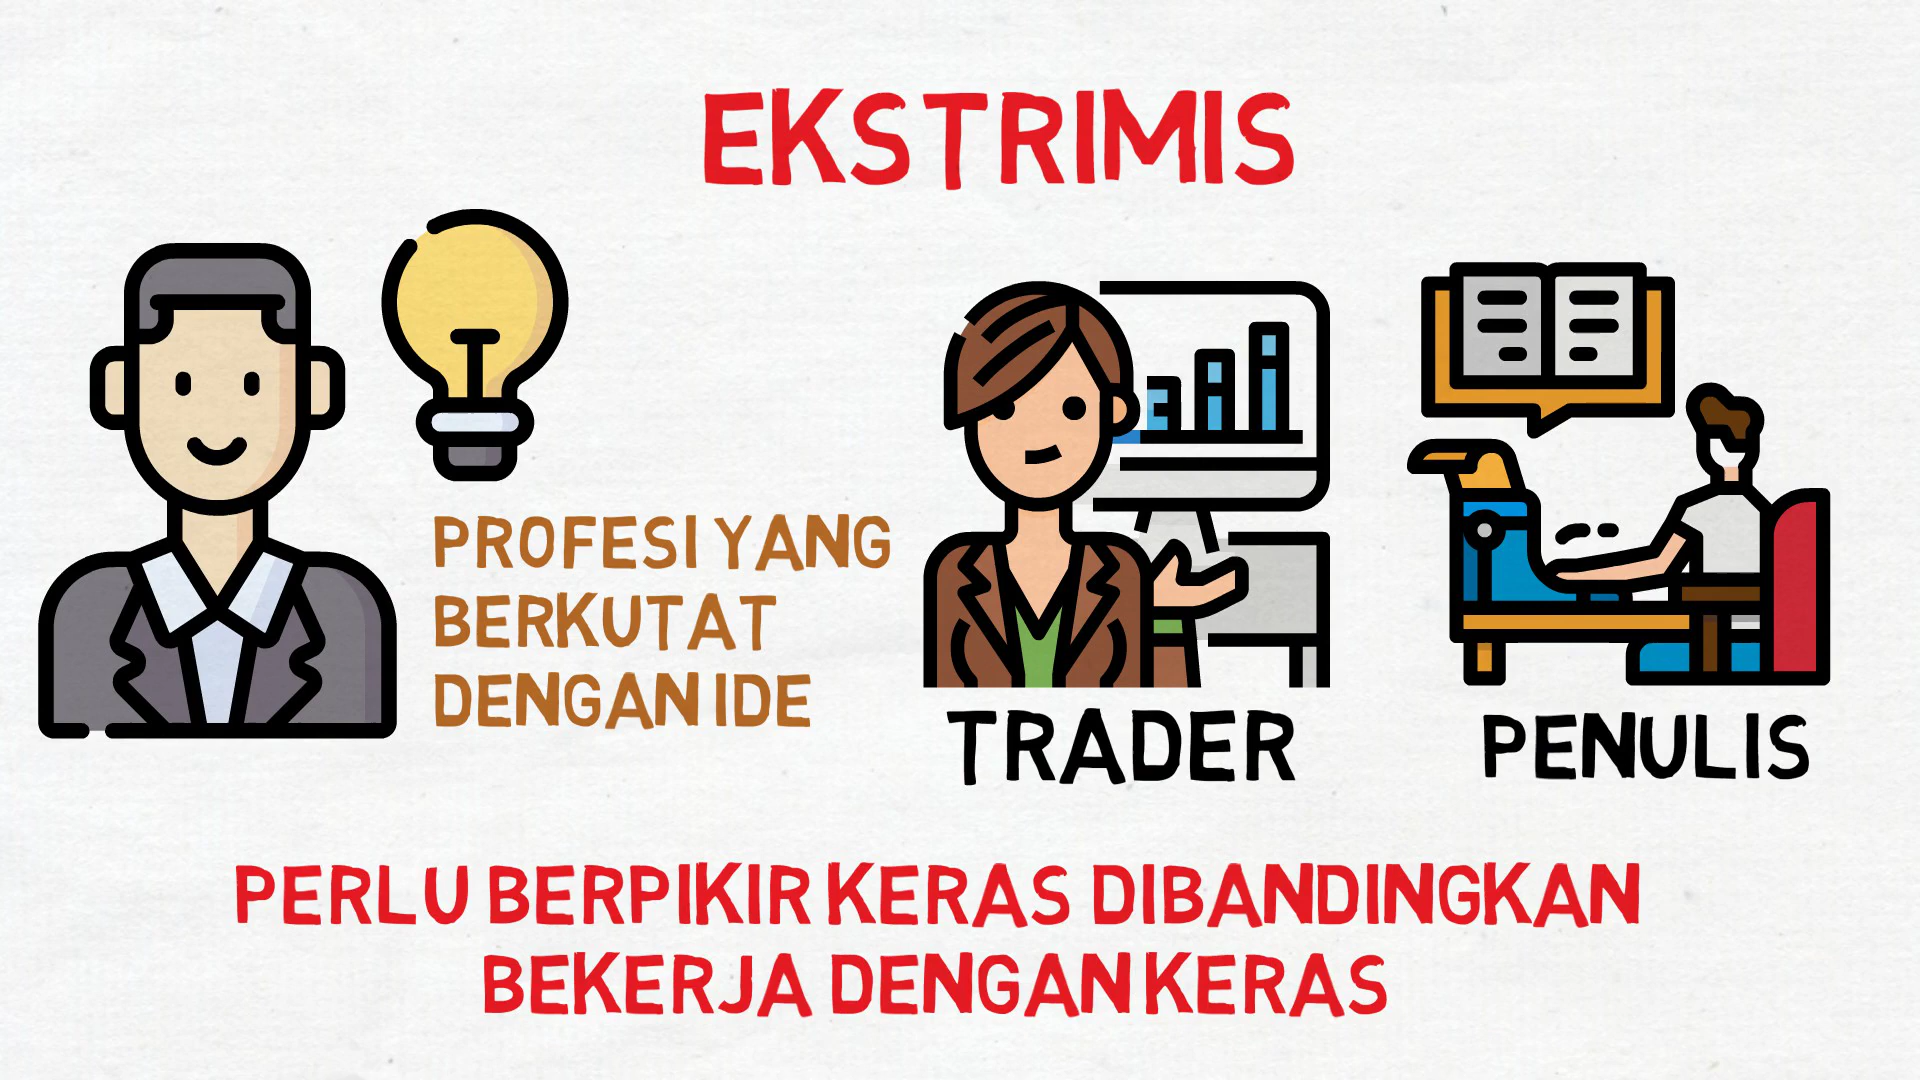 EKSTRIMIS
PROFESI YANG
BERKUTAT
DENGAN IDE
TRADER
PENULIS
PERLU BERPIKIR KERAS DIBANDINGKAN
BEKERJA DENGAN KERAS